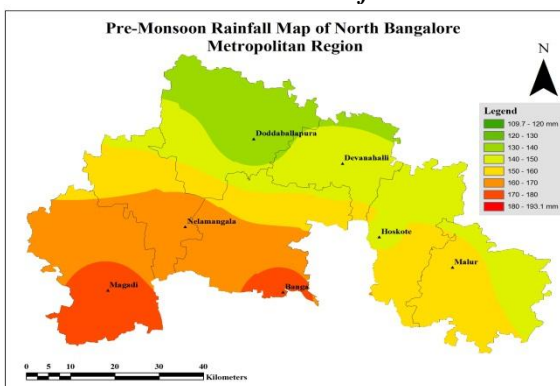 Pre-Monsoon Rainfall Map of North Bangalore
Metropolitan Region
N
Legend
109.7 - 120 mm
120 - 130
130 - 140
140 - 150
150 - 160
160 - 170
170 - 180
180 - 193.1 mm
Doddaballapura
Devanahalli
Nelamangala
Hoskote
Malur
Magadi
Banga
0 5 10 20 30 40
Kilometers